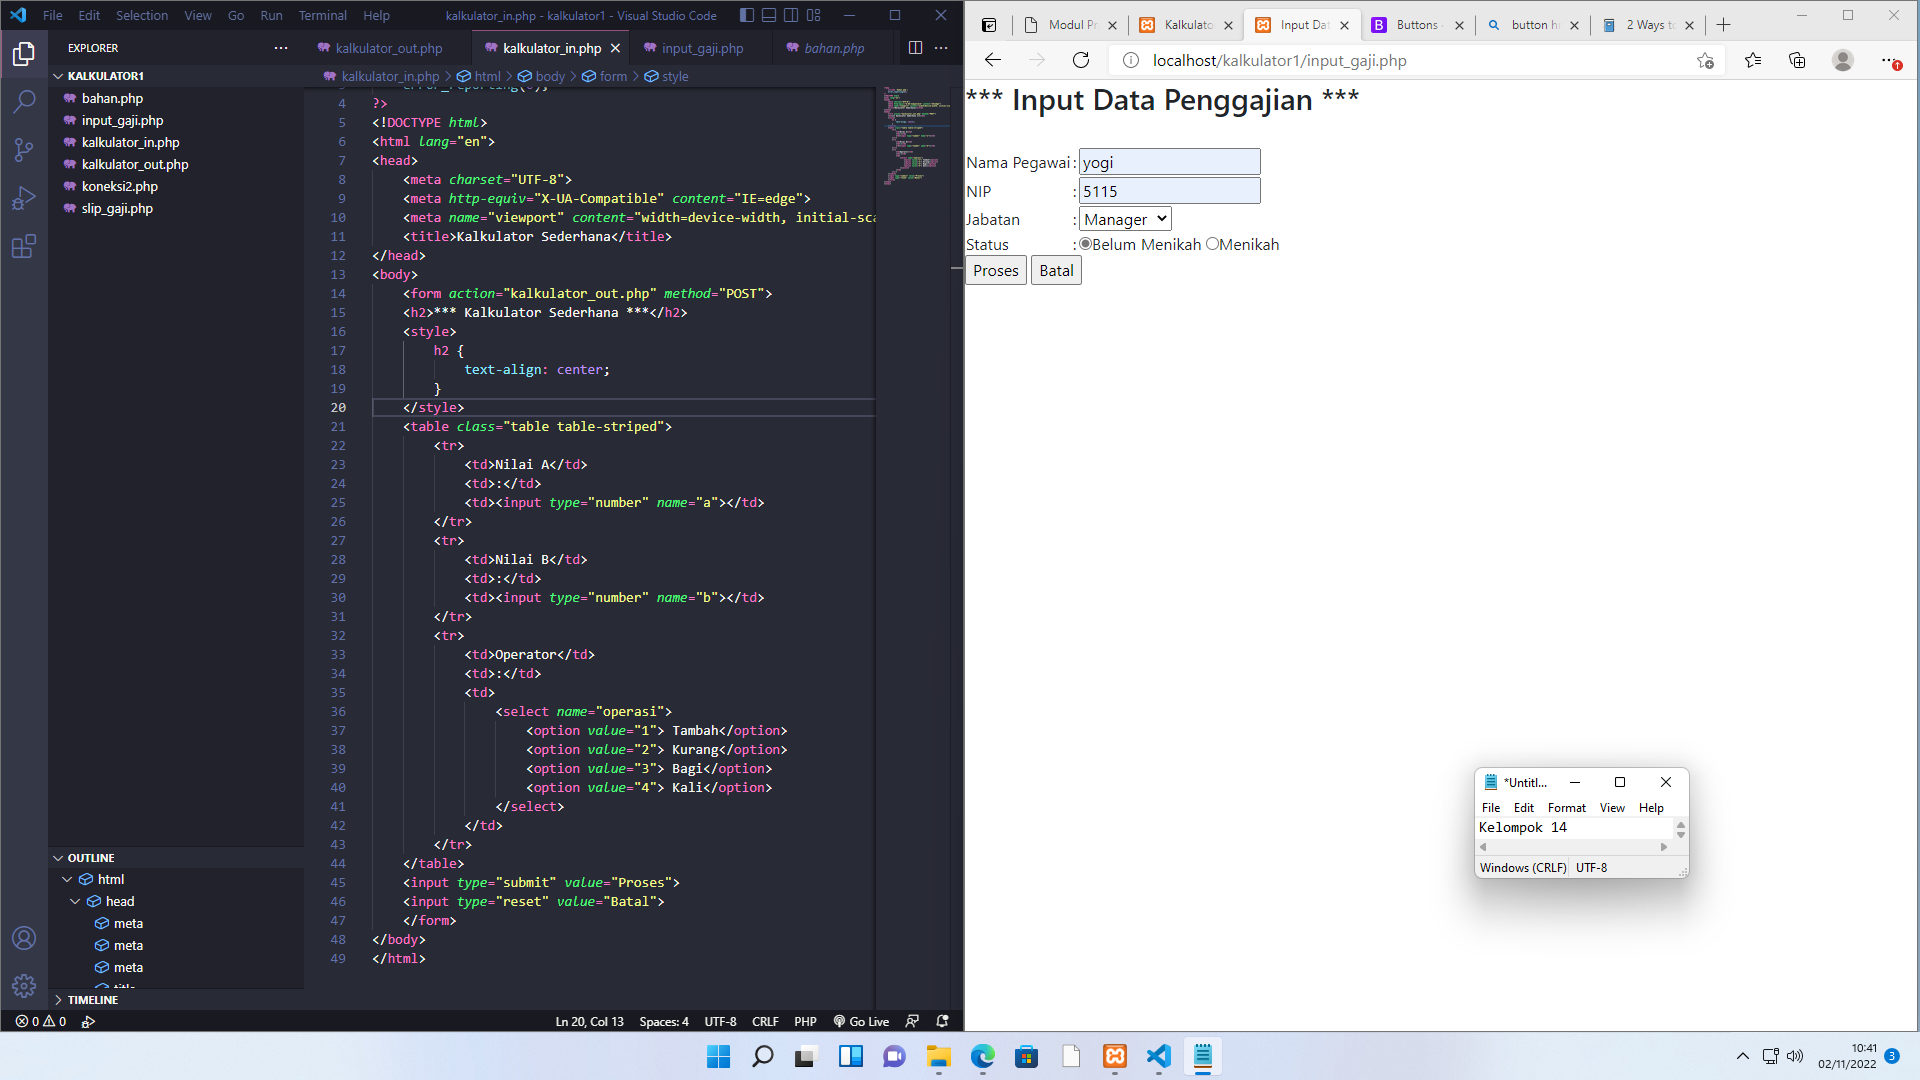 File Edit Selection View Go Run Terminal Help
kalkulator_in.php - kalkulator1 - Visual Studio Code
EXPLORER
KALKULATOR1
bahan.php
input_gaji.php
kalkulator_in.php
kalkulator_out.php
koneksi2.php
slip_gaji.php
OUTLINE
html
head
meta
meta
meta
TIMELINE
kalkulator_out.php kalkulator_in.php input_gaji.php bahan.php
kalkulator_in.php > html > body > form > style
4 ?>
5 <!DOCTYPE html>
6 <html lang="en">
7 <head>
8 <meta charset="UTF-8">
9 <meta http-equiv="X-UA-Compatible" content="IE=edge">
10 <meta name="viewport" content="width=device-width, initial-sca
11 <title>Kalkulator Sederhana</title>
12 </head>
13 <body>
14 <form action="kalkulator_out.php" method="POST">
15 <h2>*** Kalkulator Sederhana ***</h2>
16 <style>
17 h2 {
18 text-align: center;
19 }
20 </style>
21 <table class="table table-striped">
22 <tr>
23 <td>Nilai A</td>
24 <td>:</td>
25 <td><input type="number" name="a"></td>
26 </tr>
27 <tr>
28 <td>Nilai B</td>
29 <td>:</td>
30 <td><input type="number" name="b"></td>
31 </tr>
32 <tr>
33 <td>Operator</td>
34 <td>:</td>
35 <td>
36 <select name="operasi">
37 <option value="1"> Tambah</option>
38 <option value="2"> Kurang</option>
39 <option value="3"> Bagi</option>
40 <option value="4"> Kali</option>
41 </select>
42 </td>
43 </tr>
44 </table>
45 <input type="submit" value="Proses">
46 <input type="reset" value="Batal">
47 </form>
48 </body>
49 </html>
0 0
Ln 20, Col 13 Spaces: 4 UTF-8 CRLF PHP Go Live
Modul Pr Kalkulato Input Dat Buttons button h 2 Ways to
localhost/kalkulator1/input_gaji.php
*** Input Data Penggajian ***
Nama Pegawai : yogi
NIP : 5115
Jabatan : Manager
Status : Belum Menikah Menikah
Proses Batal
*Untitl...
File Edit Format View Help
Kelompok 14
Windows (CRLF) UTF-8
10:41
02/11/2022
3